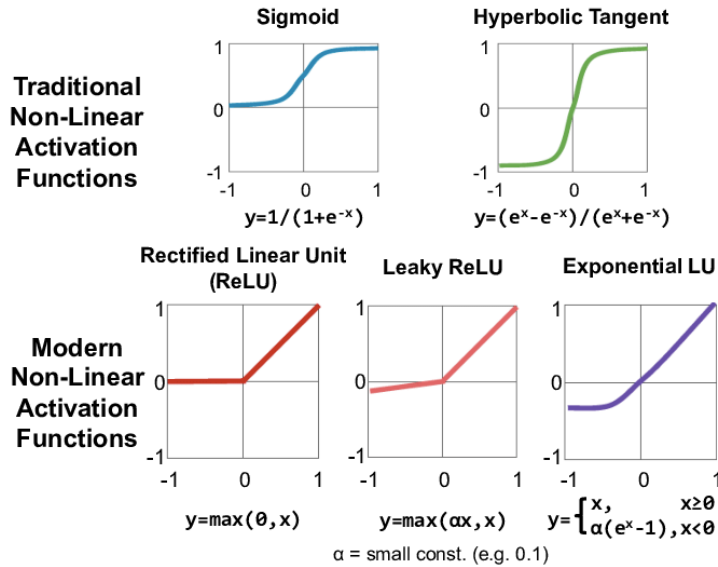 Sigmoid
Hyperbolic Tangent
Traditional
Non-Linear
Activation
Functions
1
0
-1
-1
0
1
y=1/(1+e⁻ˣ)
1
0
-1
-1
0
1
y=(eˣ-e⁻ˣ)/(eˣ+e⁻ˣ)
Rectified Linear Unit
(ReLU)
Leaky ReLU
Exponential LU
Modern
Non-Linear
Activation
Functions
1
0
-1
-1
0
1
y=max(0,x)
1
0
-1
-1
0
1
y=max(αx,x)
1
0
-1
-1
0
1
y={x, x≥0
α(eˣ-1),x<0
α = small const. (e.g. 0.1)